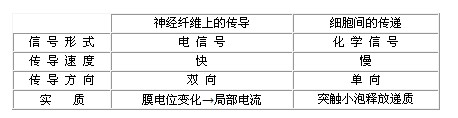 神经纤维上的传导 细胞间的传递
信号形式 电信号 化学信号
传导速度 快 慢
传导方向 双向 单向
实质 膜电位变化→局部电流 突触小泡释放递质